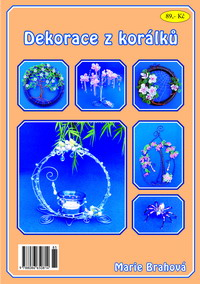 89,- Kč
Dekorace z korálků
Marie Brahová